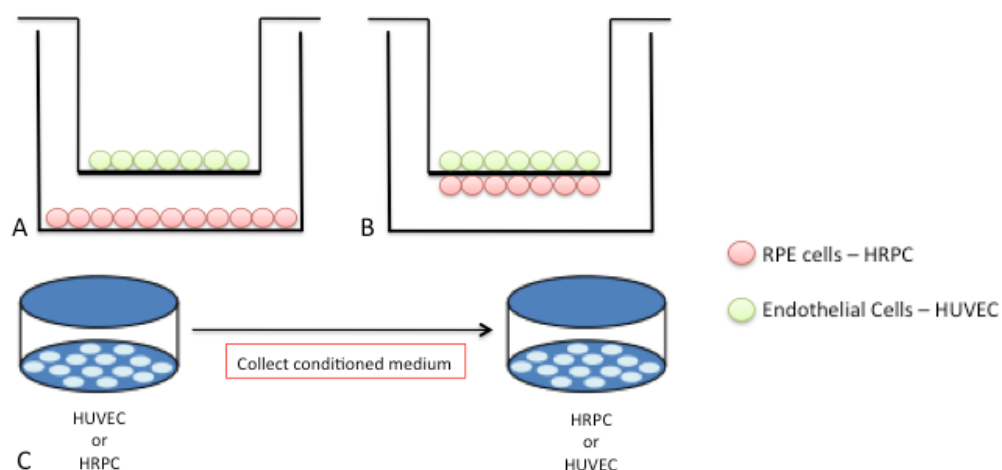 A
B
RPE cells – HRPC
Endothelial Cells – HUVEC
Collect conditioned medium
HUVEC
or
HRPC
HRPC
or
HUVEC
C